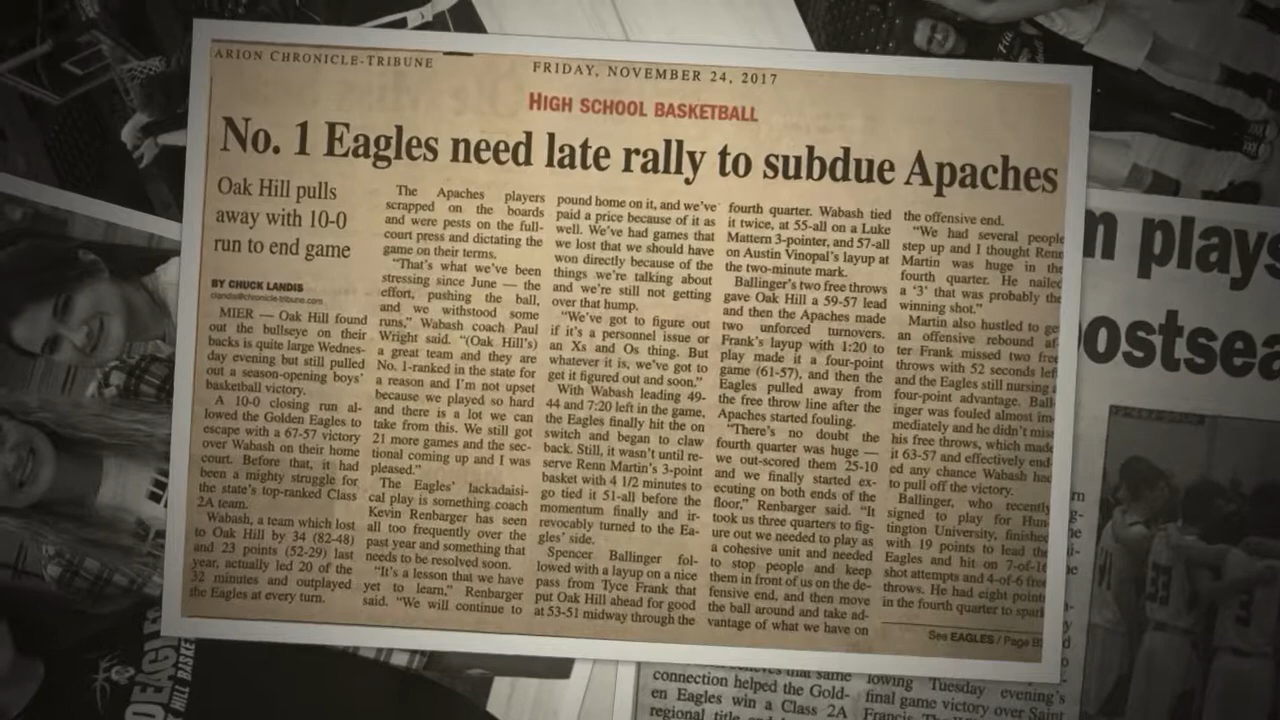 ARION CHRONICLE-TRIBUNE
FRIDAY, NOVEMBER 24, 2017
HIGH SCHOOL BASKETBALL
No. 1 Eagles need late rally to subdue Apaches
Oak Hill pulls
away with 10-0
run to end game
BY CHUCK LANDIS
clandis@chronicle-tribune.com
MIER — Oak Hill found
out the bullseye on their
backs is quite large Wednes-
day evening but still pulled
out a season-opening boys'
basketball victory.
A 10-0 closing run al-
lowed the Golden Eagles to
escape with a 67-57 victory
over Wabash on their home
court. Before that, it had
been a mighty struggle for
the state's top-ranked Class
2A team.
Wabash, a team which lost
to Oak Hill by 34 (82-48)
and 23 points (52-29) last
year, actually led 20 of the
32 minutes and outplayed
the Eagles at every turn.
The Apaches players
scrapped on the boards
and were pests on the full-
court press and dictating the
game on their terms.
"That's what we've been
stressing since June — the
effort, pushing the ball,
and we withstood some
runs," Wabash coach Paul
Wright said. "(Oak Hill's)
a great team and they are
No. 1-ranked in the state for
a reason and I'm not upset
because we played so hard
and there is a lot we can
take from this. We still got
21 more games and the sec-
tional coming up and I was
pleased."
The Eagles' lackadaisi-
cal play is something coach
Kevin Renbarger has seen
all too frequently over the
past year and something that
needs to be resolved soon.
"It's a lesson that we have
yet to learn," Renbarger
said. "We will continue to
pound home on it, and we've
paid a price because of it as
well. We've had games that
we lost that we should have
won directly because of the
things we're talking about
and we're still not getting
over that hump.
"We've got to figure out
if it's a personnel issue or
an Xs and Os thing. But
whatever it is, we've got to
get it figured out and soon."
With Wabash leading 49-
44 and 7:20 left in the game,
the Eagles finally hit the on
switch and began to claw
back. Still, it wasn't until re-
serve Renn Martin's 3-point
basket with 4 1/2 minutes to
go tied it 51-all before the
momentum finally and ir-
revocably turned to the Ea-
gles' side.
Spencer Ballinger fol-
lowed with a layup on a nice
pass from Tyce Frank that
put Oak Hill ahead for good
at 53-51 midway through the
fourth quarter. Wabash tied
it twice, at 55-all on a Luke
Mattern 3-pointer, and 57-all
on Austin Vinopal's layup at
the two-minute mark.
Ballinger's two free throws
gave Oak Hill a 59-57 lead
and then the Apaches made
two unforced turnovers.
Frank's layup with 1:20 to
play made it a four-point
game (61-57), and then the
Eagles pulled away from
the free throw line after the
Apaches started fouling.
"There's no doubt the
fourth quarter was huge —
we out-scored them 25-10
and we finally started ex-
ecuting on both ends of the
floor," Renbarger said. "It
took us three quarters to fig-
ure out we needed to play as
a cohesive unit and needed
to stop people and keep
them in front of us on the de-
fensive end, and then move
the ball around and take ad-
vantage of what we have on
the offensive end.
"We had several people
step up and I thought Renn
Martin was huge in the
fourth quarter. He nailed
a '3' that was probably the
winning shot."
Martin also hustled to ge
an offensive rebound af-
ter Frank missed two free
throws with 52 seconds left
and the Eagles still nursing a
four-point advantage. Ball-
inger was fouled almost im-
mediately and he didn't miss
his free throws, which made
it 63-57 and effectively end-
ed any chance Wabash had
to pull off the victory.
Ballinger, who recently
signed to play for Hun-
tington University, finished
with 19 points to lead the
Eagles and hit on 7-of-16
shot attempts and 4-of-6 free
throws. He had eight points
in the fourth quarter to spark
See EAGLES / Page B
m plays
ostsea
believes that same
connection helped the Gold-
en Eagles win a Class 2A
regional title and
lowing Tuesday evening's
final game victory over Saint
Francis.
HILL BASKE